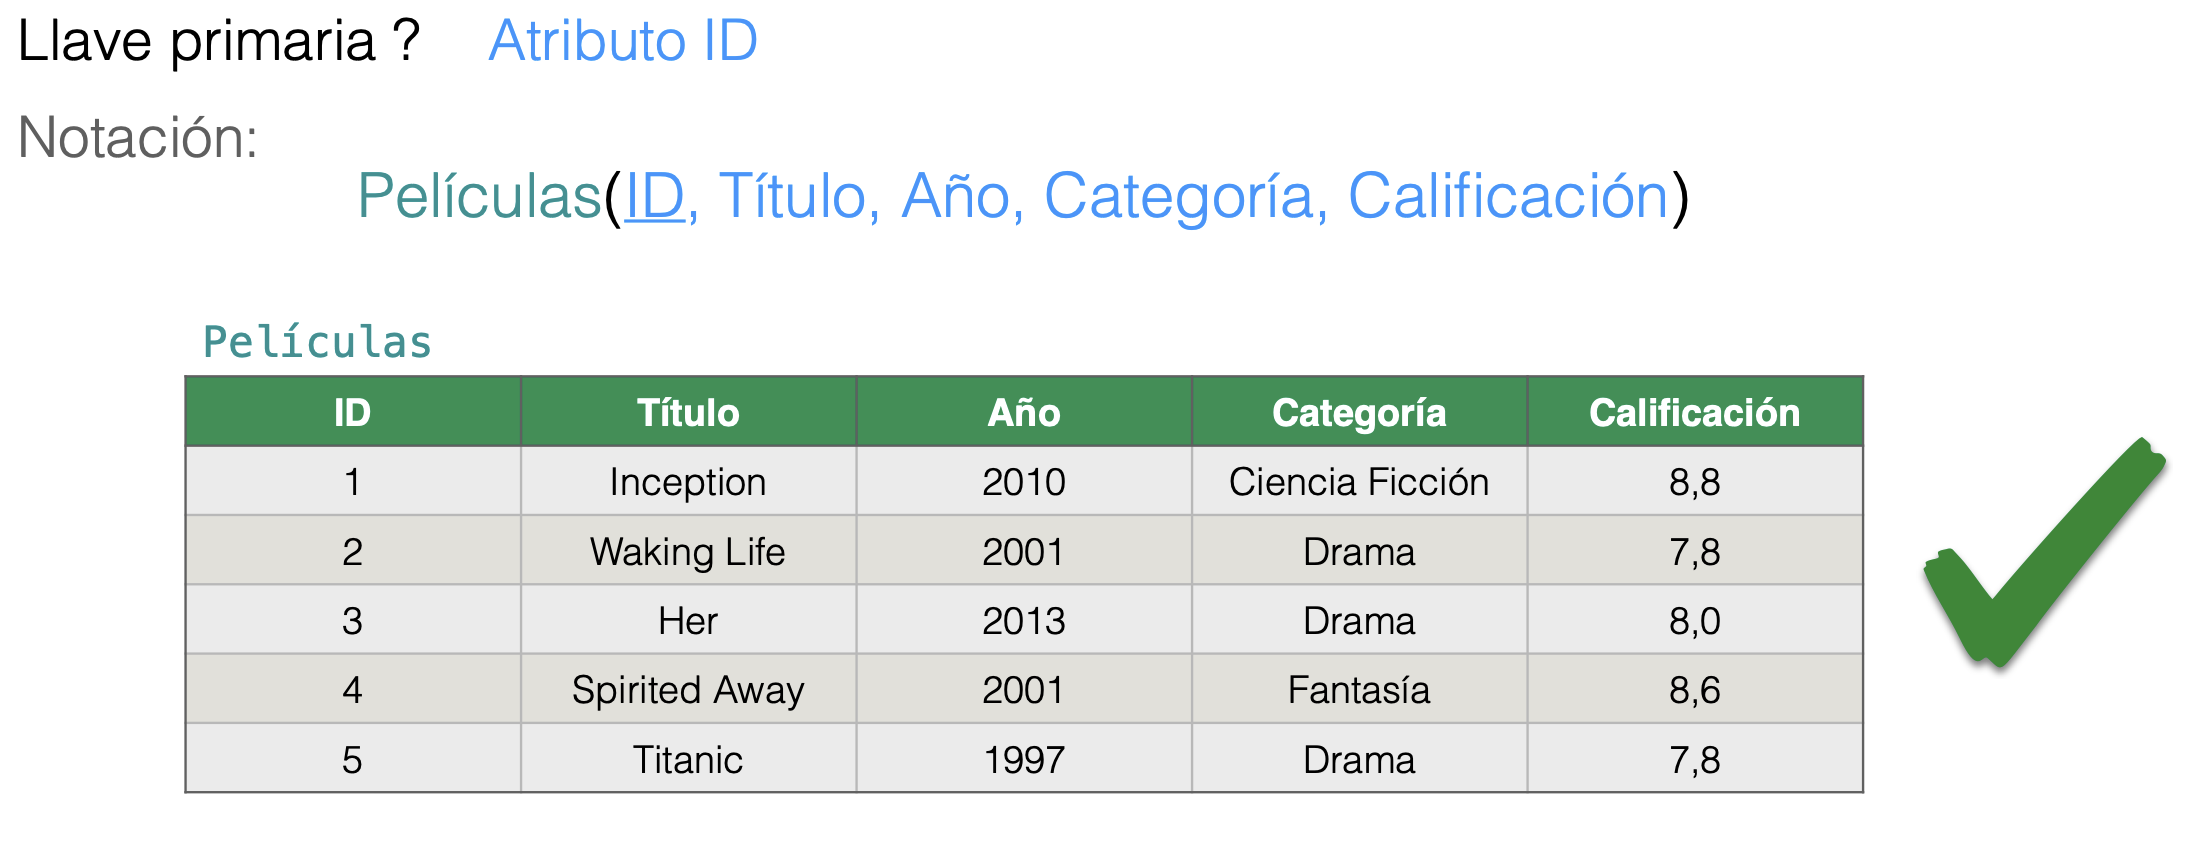 Llave primaria ? Atributo ID
Notación:
Películas(ID, Título, Año, Categoría, Calificación)
Películas
ID Título Año Categoría Calificación
1 Inception 2010 Ciencia Ficción 8,8
2 Waking Life 2001 Drama 7,8
3 Her 2013 Drama 8,0
4 Spirited Away 2001 Fantasía 8,6
5 Titanic 1997 Drama 7,8